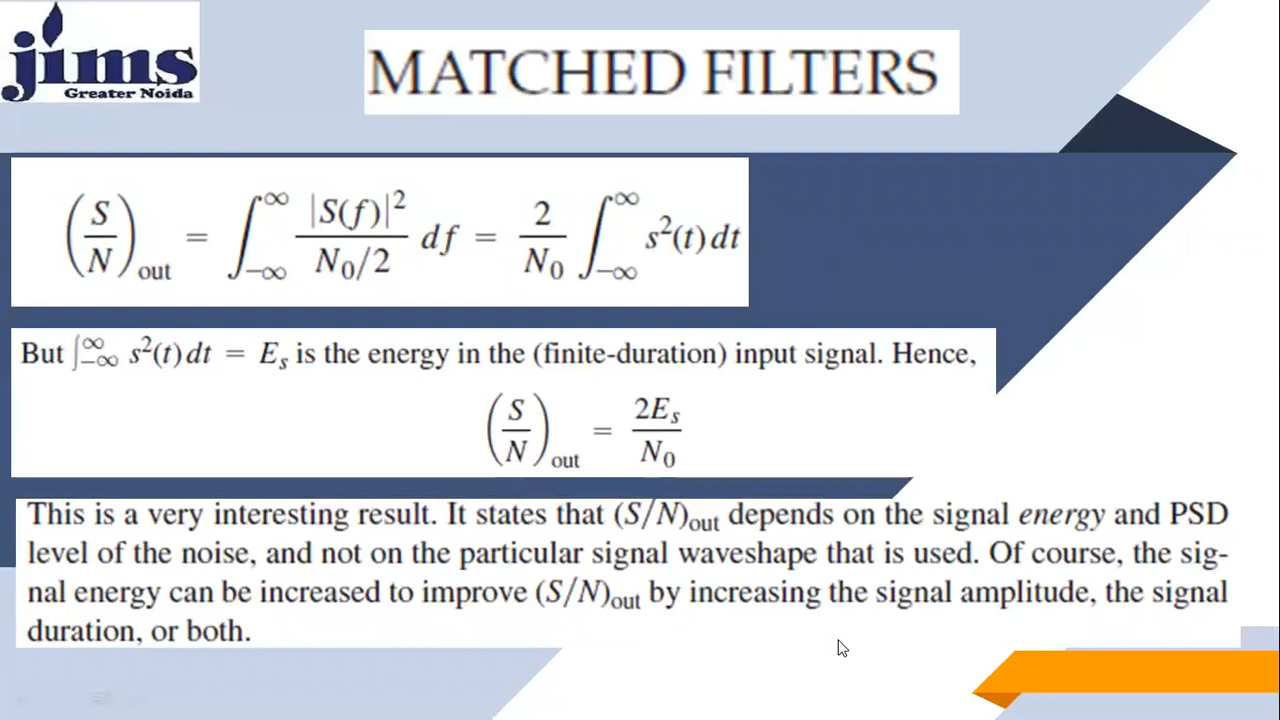 jims
Greater Noida
MATCHED FILTERS
(S/N)out = ∫_{-∞}^{∞} |S(f)|²/(N₀/2) df = 2/N₀ ∫_{-∞}^{∞} s²(t) dt
But ∫_{-∞}^{∞} s²(t) dt = Eₛ is the energy in the (finite-duration) input signal. Hence,
(S/N)out = 2Eₛ/N₀
This is a very interesting result. It states that (S/N)out depends on the signal energy and PSD
level of the noise, and not on the particular signal waveshape that is used. Of course, the sig-
nal energy can be increased to improve (S/N)out by increasing the signal amplitude, the signal
duration, or both.